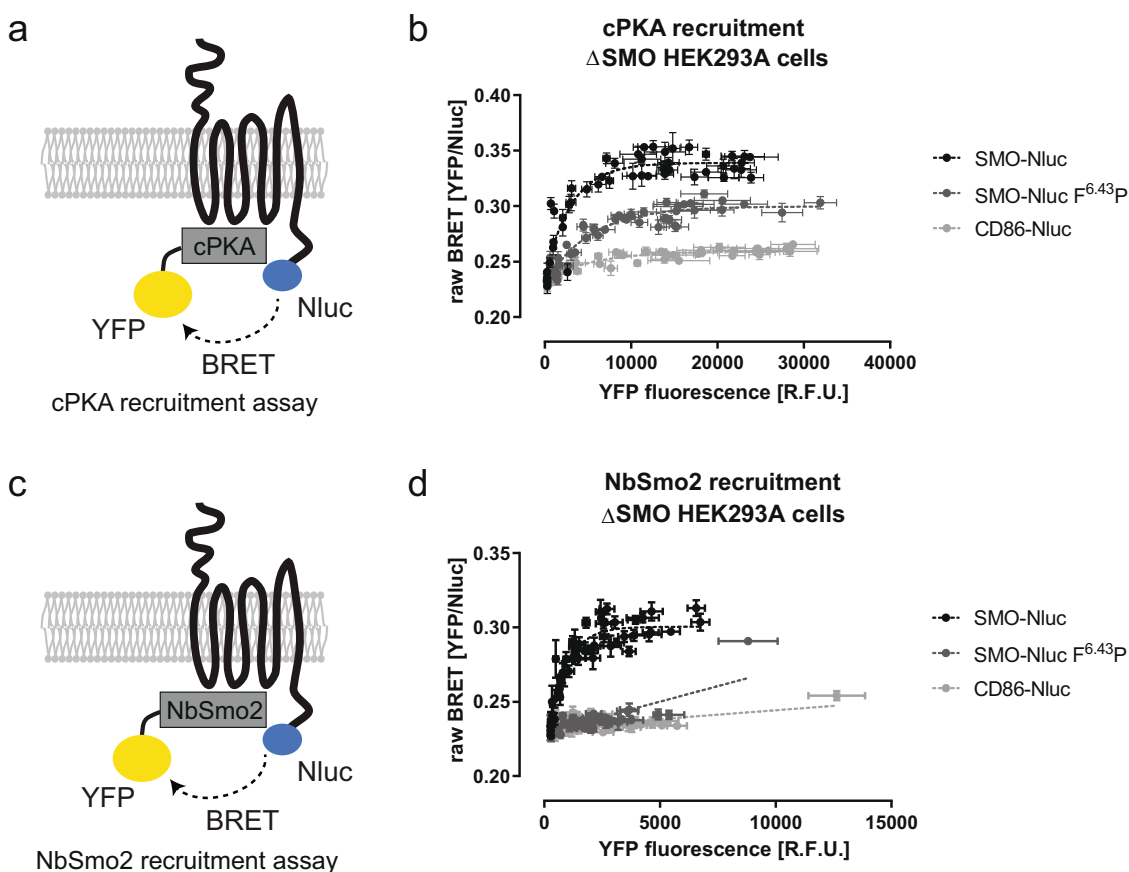 a
cPKA
YFP
Nluc
BRET
cPKA recruitment assay
b
cPKA recruitment
ΔSMO HEK293A cells
raw BRET [YFP/Nluc]
0.40
0.35
0.30
0.25
0.20
0
10000
20000
30000
40000
YFP fluorescence [R.F.U.]
SMO-Nluc
SMO-Nluc F⁶·⁴³P
CD86-Nluc
c
NbSmo2
YFP
Nluc
BRET
NbSmo2 recruitment assay
d
NbSmo2 recruitment
ΔSMO HEK293A cells
raw BRET [YFP/Nluc]
0.35
0.30
0.25
0.20
0
5000
10000
15000
YFP fluorescence [R.F.U.]
SMO-Nluc
SMO-Nluc F⁶·⁴³P
CD86-Nluc